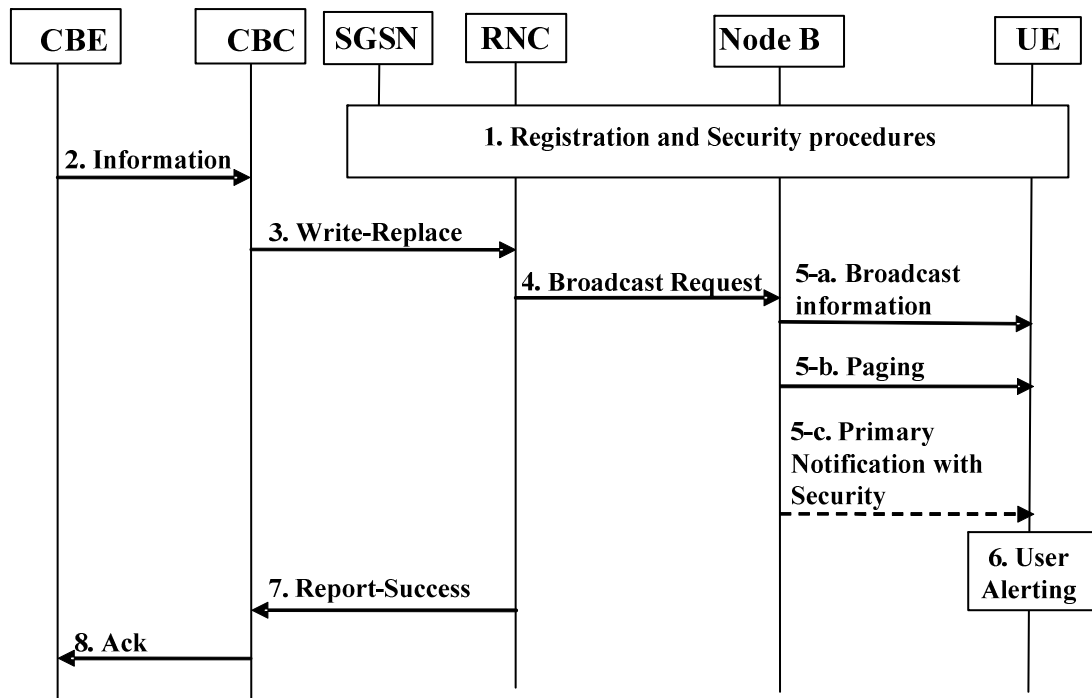 CBE
CBC
SGSN
RNC
Node B
UE
1. Registration and Security procedures
2. Information
3. Write-Replace
4. Broadcast Request
5-a. Broadcast
information
5-b. Paging
5-c. Primary
Notification with
Security
6. User
Alerting
7. Report-Success
8. Ack